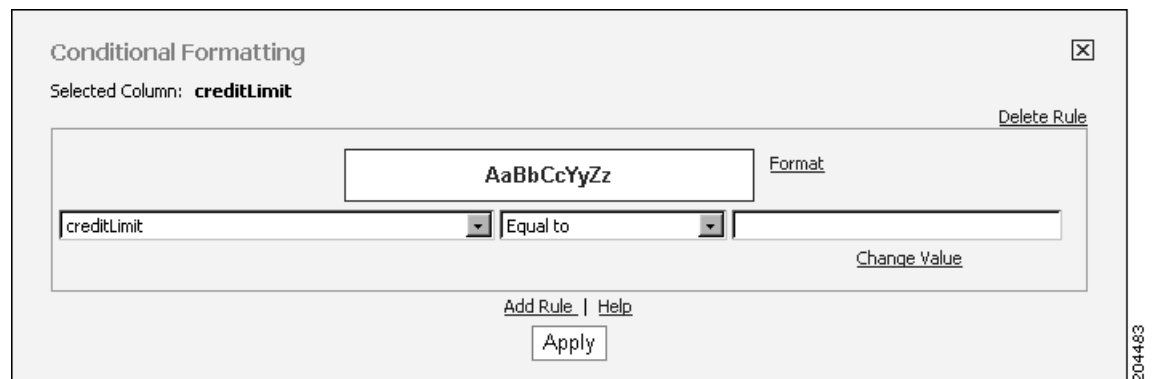 Conditional Formatting
Selected Column: creditLimit
Delete Rule
AaBbCcYyZz
Format
creditLimit
Equal to
Change Value
Add Rule | Help
Apply
204483